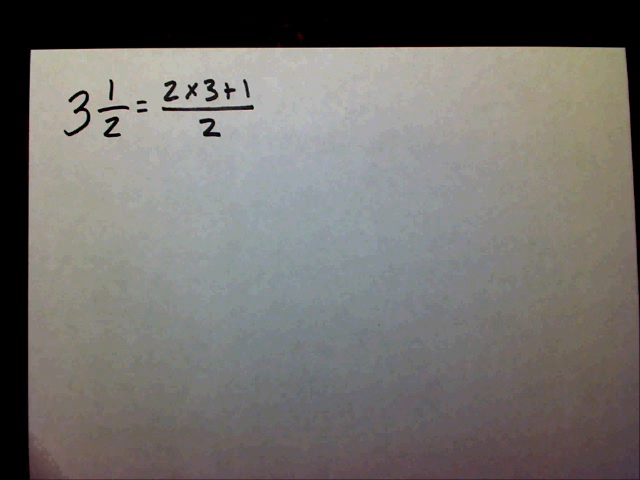 3 1/2 = (2 × 3 + 1)/2